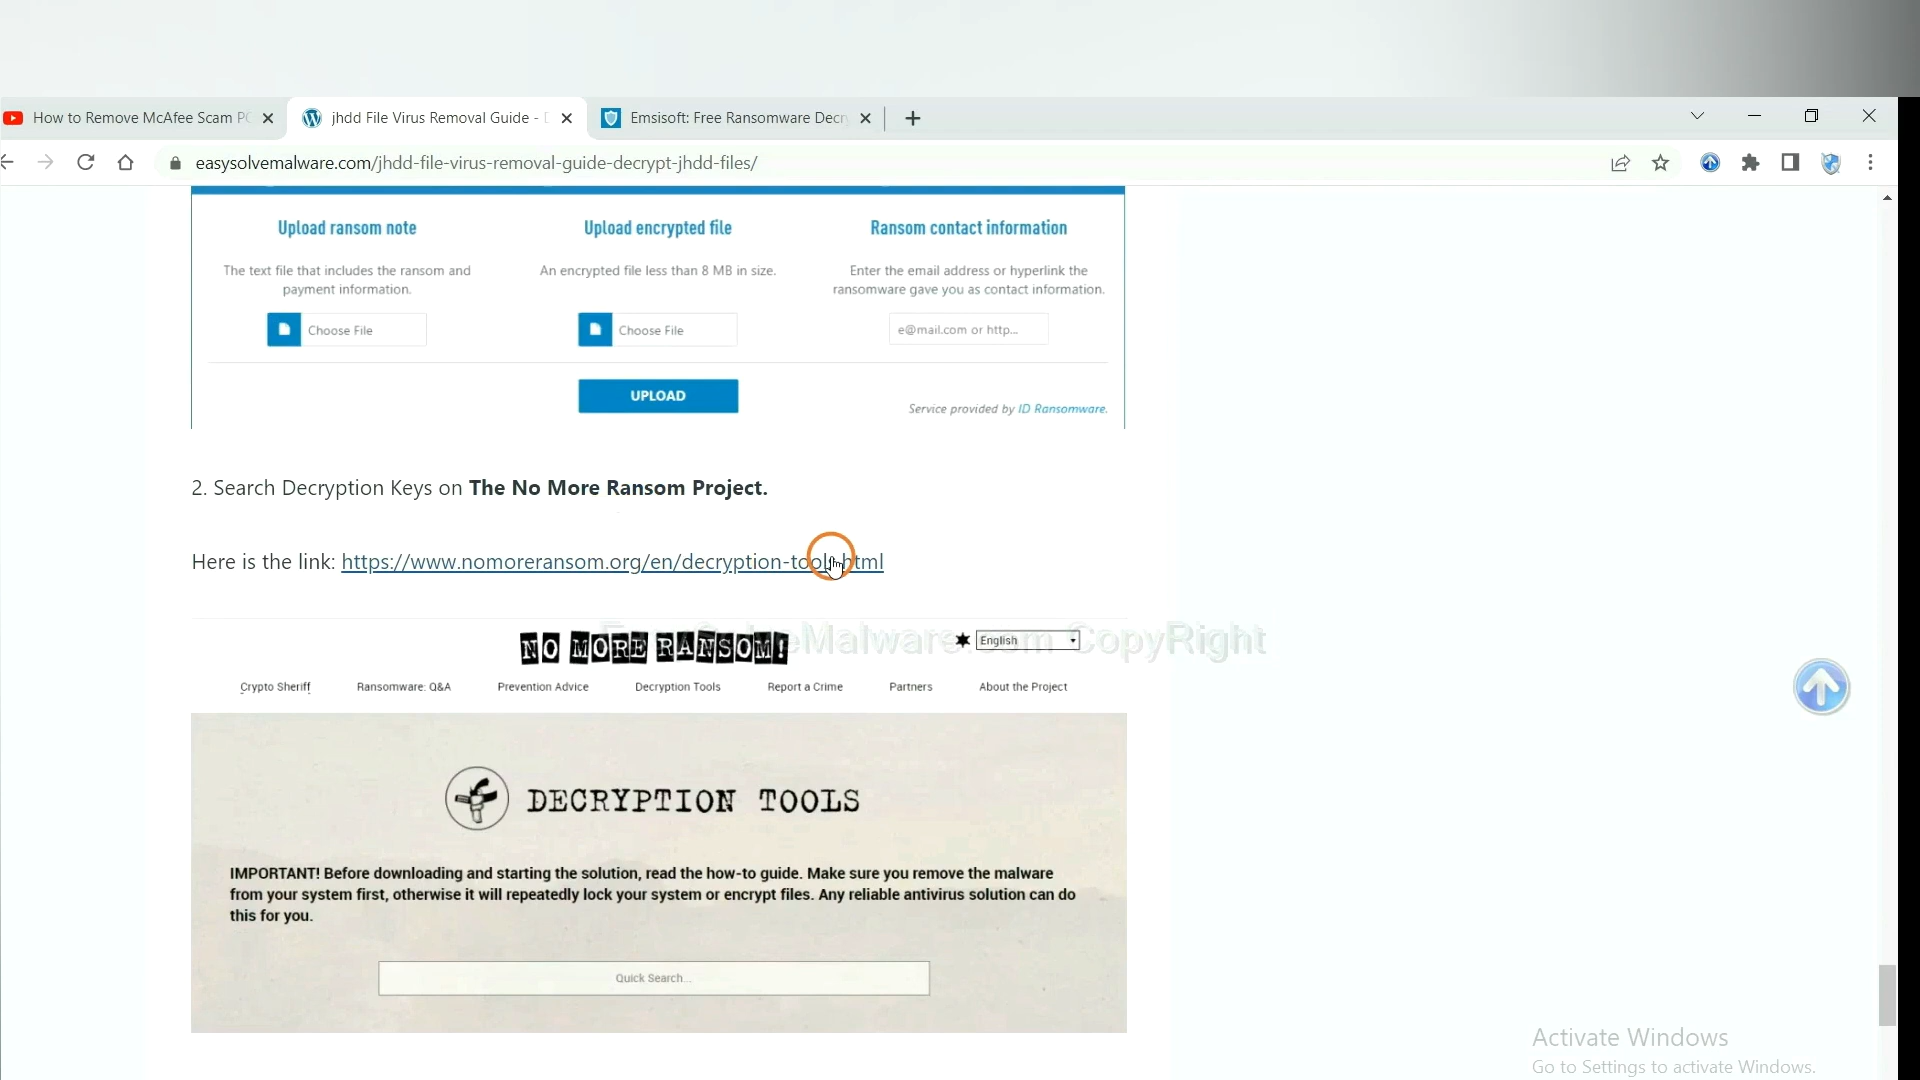 How to Remove McAfee Scam P
jhdd File Virus Removal Guide -
Emsisoft: Free Ransomware Decr
easysolvemalware.com/jhdd-file-virus-removal-guide-decrypt-jhdd-files/
Upload ransom note
Upload encrypted file
Ransom contact information
The text file that includes the ransom and
payment information.
An encrypted file less than 8 MB in size.
Enter the email address or hyperlink the
ransomware gave you as contact information.
Choose File
Choose File
e@mail.com or http...
UPLOAD
Service provided by ID Ransomware.
2. Search Decryption Keys on The No More Ransom Project.
Here is the link: https://www.nomoreransom.org/en/decryption-tools.html
EasySolveMalware.com CopyRight
NO MORE RANSOM!
English
Crypto Sheriff
Ransomware: Q&A
Prevention Advice
Decryption Tools
Report a Crime
Partners
About the Project
DECRYPTION TOOLS
IMPORTANT! Before downloading and starting the solution, read the how-to guide. Make sure you remove the malware
from your system first, otherwise it will repeatedly lock your system or encrypt files. Any reliable antivirus solution can do
this for you.
Quick Search...
Activate Windows
Go to Settings to activate Windows.